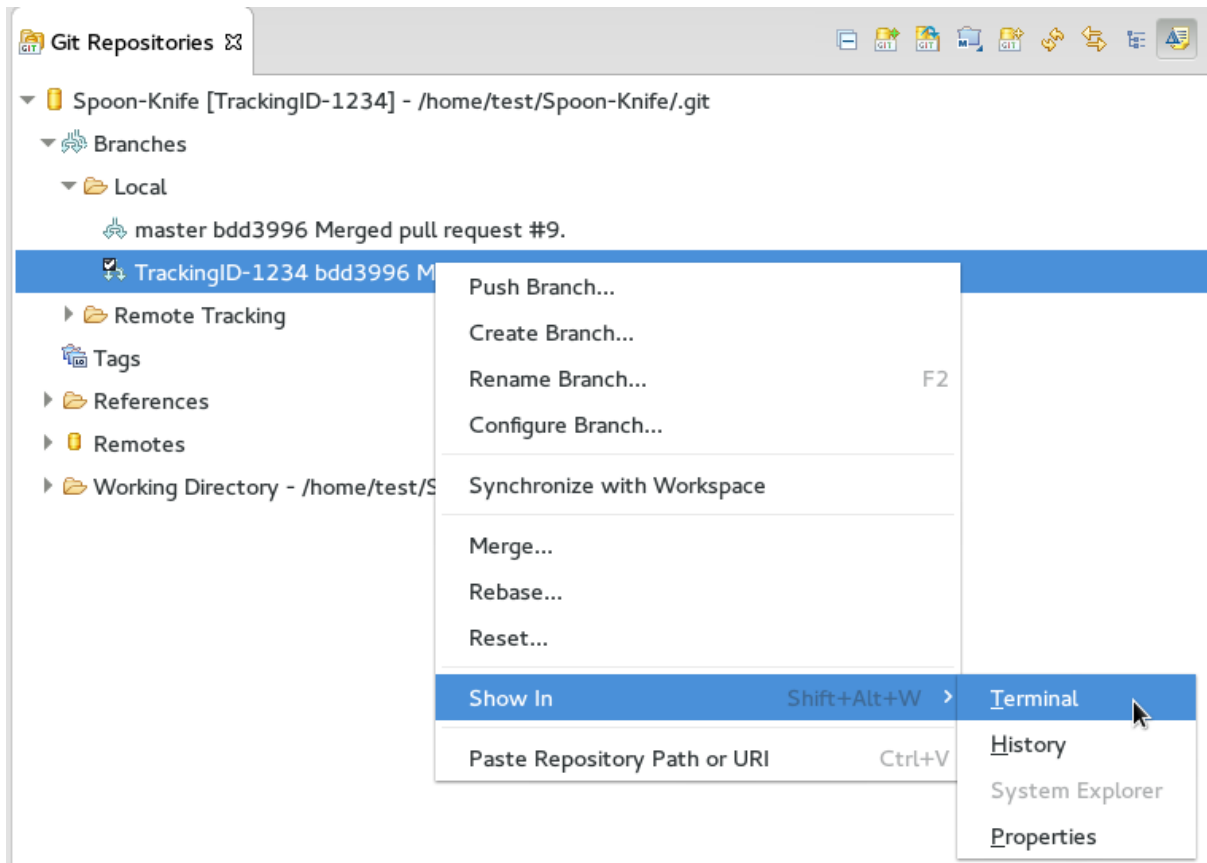 Git Repositories
Spoon-Knife [TrackingID-1234] - /home/test/Spoon-Knife/.git
Branches
Local
master bdd3996 Merged pull request #9.
TrackingID-1234 bdd3996 M
Remote Tracking
Tags
References
Remotes
Working Directory - /home/test/S
Push Branch...
Create Branch...
Rename Branch... F2
Configure Branch...
Synchronize with Workspace
Merge...
Rebase...
Reset...
Show In Shift+Alt+W
Paste Repository Path or URI Ctrl+V
Terminal
History
System Explorer
Properties